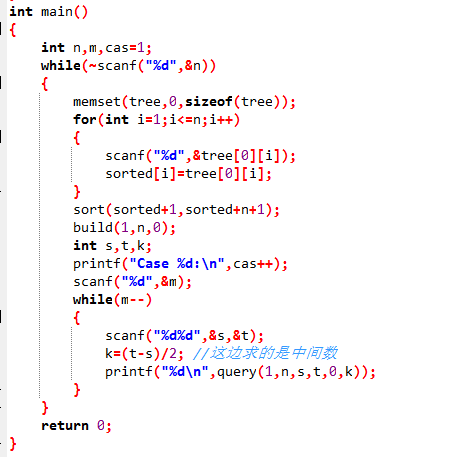 int main()
{
    int n,m,cas=1;
    while(~scanf("%d",&n))
    {
        memset(tree,0,sizeof(tree));
        for(int i=1;i<=n;i++)
        {
            scanf("%d",&tree[0][i]);
            sorted[i]=tree[0][i];
        }
        sort(sorted+1,sorted+n+1);
        build(1,n,0);
        int s,t,k;
        printf("Case %d:\n",cas++);
        scanf("%d",&m);
        while(m--)
        {
            scanf("%d%d",&s,&t);
            k=(t-s)/2; //这边求的是中间数
            printf("%d\n",query(1,n,s,t,0,k));
        }
    }
    return 0;
}